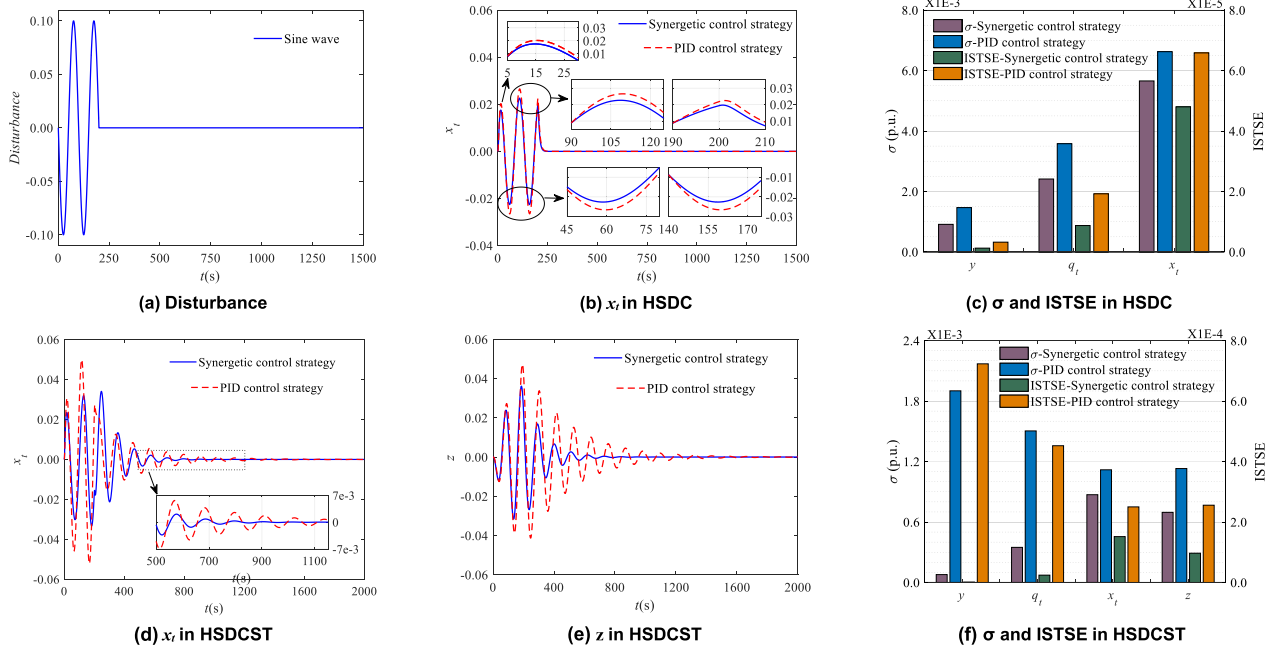 Disturbance
0.10
0.05
0.00
-0.05
-0.10
Sine wave
0 250 500 750 1000 1250 1500
t(s)
(a) Disturbance
x_t
0.06
0.04
0.02
0.00
-0.02
-0.04
Synergetic control strategy
PID control strategy
0.03
0.02
0.01
5 15 25
0.03
0.02
0.01
90 105 120 190 200 210
-0.01
-0.02
-0.03
45 60 75 140 155 170
0 250 500 750 1000 1250 1500
t(s)
(b) x_t in HSDC
X1E-3
X1E-5
σ (p.u.)
8.0
6.0
4.0
2.0
0.0
σ-Synergetic control strategy
σ-PID control strategy
ISTSE-Synergetic control strategy
ISTSE-PID control strategy
8.0
6.0
4.0
2.0
0.0
ISTSE
y q_t x_t
(c) σ and ISTSE in HSDC
x_t
0.06
0.04
0.02
0.00
-0.02
-0.04
-0.06
Synergetic control strategy
PID control strategy
7e-3
0
-7e-3
500 700 900 1100
t(s)
0 400 800 1200 1600 2000
t(s)
(d) x_t in HSDCST
z
0.06
0.04
0.02
0.00
-0.02
-0.04
-0.06
Synergetic control strategy
PID control strategy
0 400 800 1200 1600 2000
t(s)
(e) z in HSDCST
X1E-3
X1E-4
σ (p.u.)
2.4
1.8
1.2
0.6
0.0
σ-Synergetic control strategy
σ-PID control strategy
ISTSE-Synergetic control strategy
ISTSE-PID control strategy
8.0
6.0
4.0
2.0
0.0
ISTSE
y q_t x_t z
(f) σ and ISTSE in HSDCST